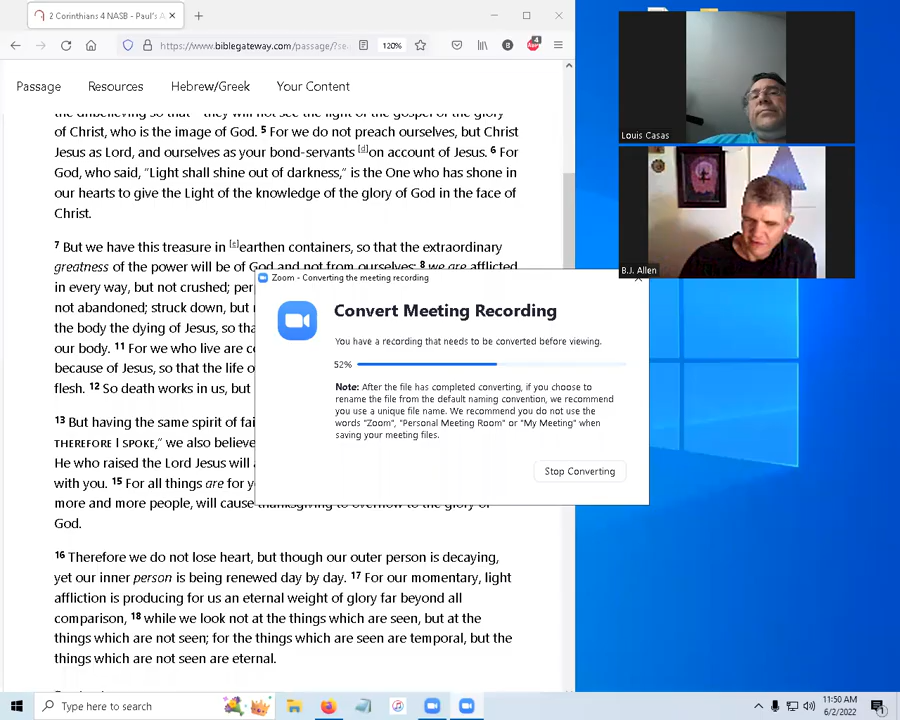 2 Corinthians 4 NASB - Paul's A
https://www.biblegateway.com/passage/?se
120%
4
Passage Resources Hebrew/Greek Your Content
of Christ, who is the image of God. 5 For we do not preach ourselves, but Christ
Jesus as Lord, and ourselves as your bond-servants [d]on account of Jesus. 6 For
God, who said, “Light shall shine out of darkness,” is the One who has shone in
our hearts to give the Light of the knowledge of the glory of God in the face of
Christ.
7 But we have this treasure in [e]earthen containers, so that the extraordinary
greatness of the power will be of God and not from ourselves; 8 we are afflicted
in every way, but not crushed; per
not abandoned; struck down, but
the body the dying of Jesus, so tha
our body. 11 For we who live are co
because of Jesus, so that the life o
flesh. 12 So death works in us, but
13 But having the same spirit of fai
THEREFORE I SPOKE,” we also believe
He who raised the Lord Jesus will
with you. 15 For all things are for y
more and more people, will cause thanksgiving to overflow to the glory of
God.
16 Therefore we do not lose heart, but though our outer person is decaying,
yet our inner person is being renewed day by day. 17 For our momentary, light
affliction is producing for us an eternal weight of glory far beyond all
comparison, 18 while we look not at the things which are seen, but at the
things which are not seen; for the things which are seen are temporal, but the
things which are not seen are eternal.
Zoom - Converting the meeting recording
Convert Meeting Recording
You have a recording that needs to be converted before viewing.
52%
Note: After the file has completed converting, if you choose to
rename the file from the default naming convention, we recommend
you use a unique file name. We recommend you do not use the
words "Zoom", "Personal Meeting Room" or "My Meeting" when
saving your meeting files.
Stop Converting
Louis Casas
B.J. Allen
Type here to search
11:50 AM
6/2/2022